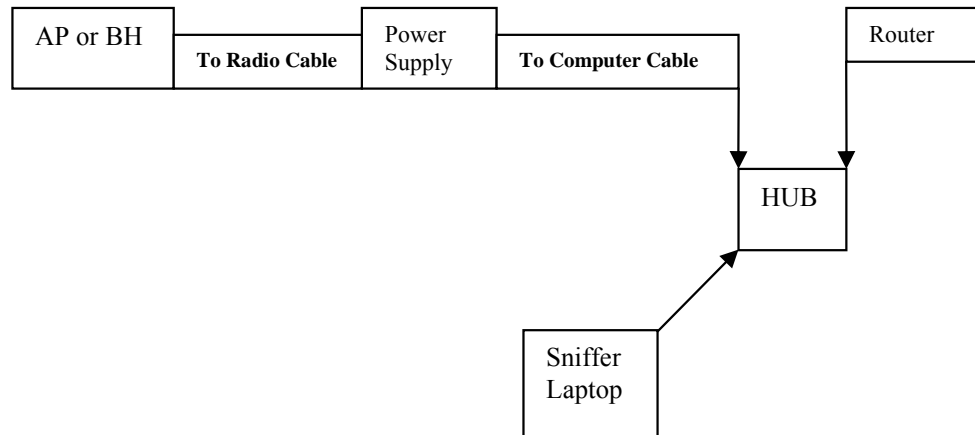 AP or BH
To Radio Cable
Power
Supply
To Computer Cable
Router
HUB
Sniffer
Laptop